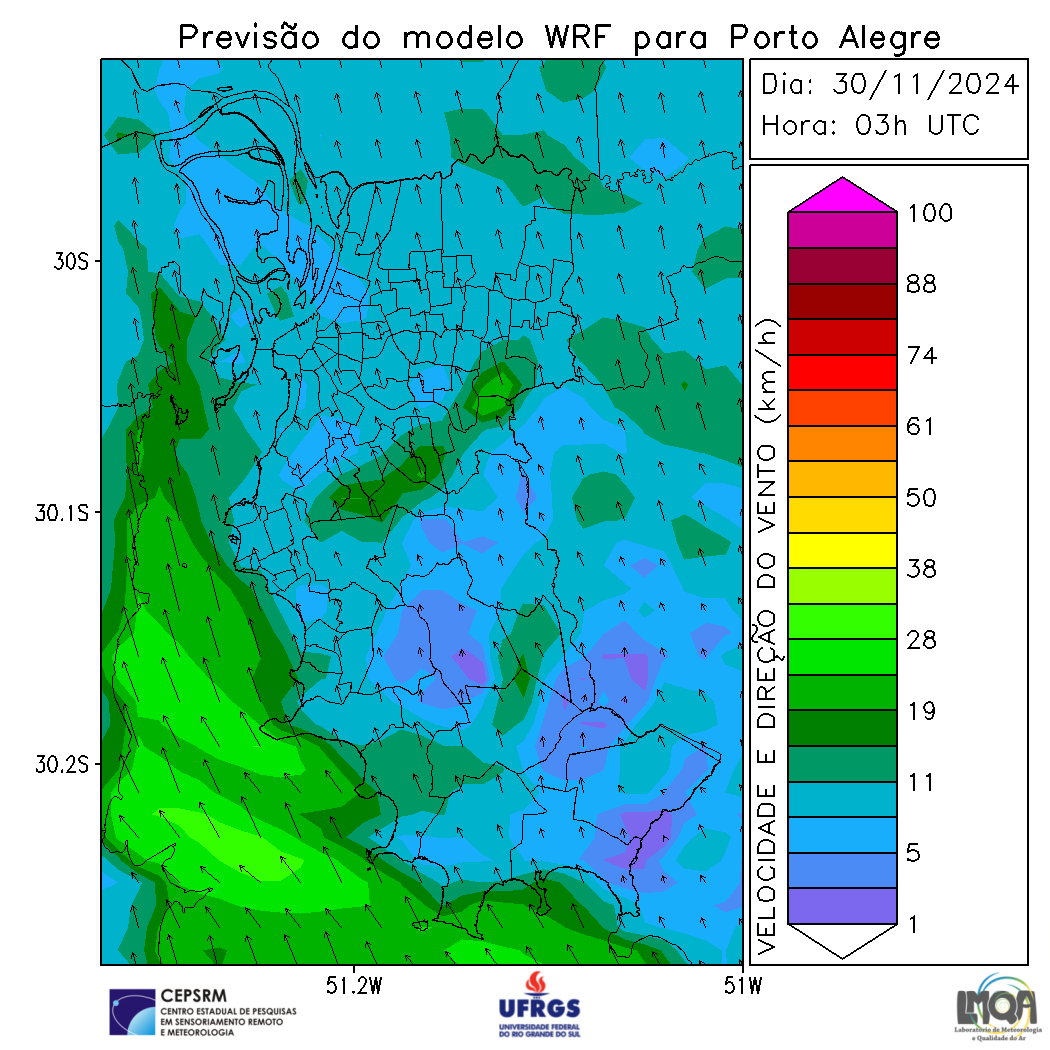 Previsão do modelo WRF para Porto Alegre
Dia: 30/11/2024
Hora: 03h UTC
30S
30.1S
30.2S
51.2W
51W
VELOCIDADE E DIREÇÃO DO VENTO (km/h)
100
88
74
61
50
38
28
19
11
5
1
CEPSRM
CENTRO ESTADUAL DE PESQUISAS
EM SENSORIAMENTO REMOTO
E METEOROLOGIA
UFRGS
UNIVERSIDADE FEDERAL
DO RIO GRANDE DO SUL
LMQA
Laboratório de Meteorologia
e Qualidade do Ar